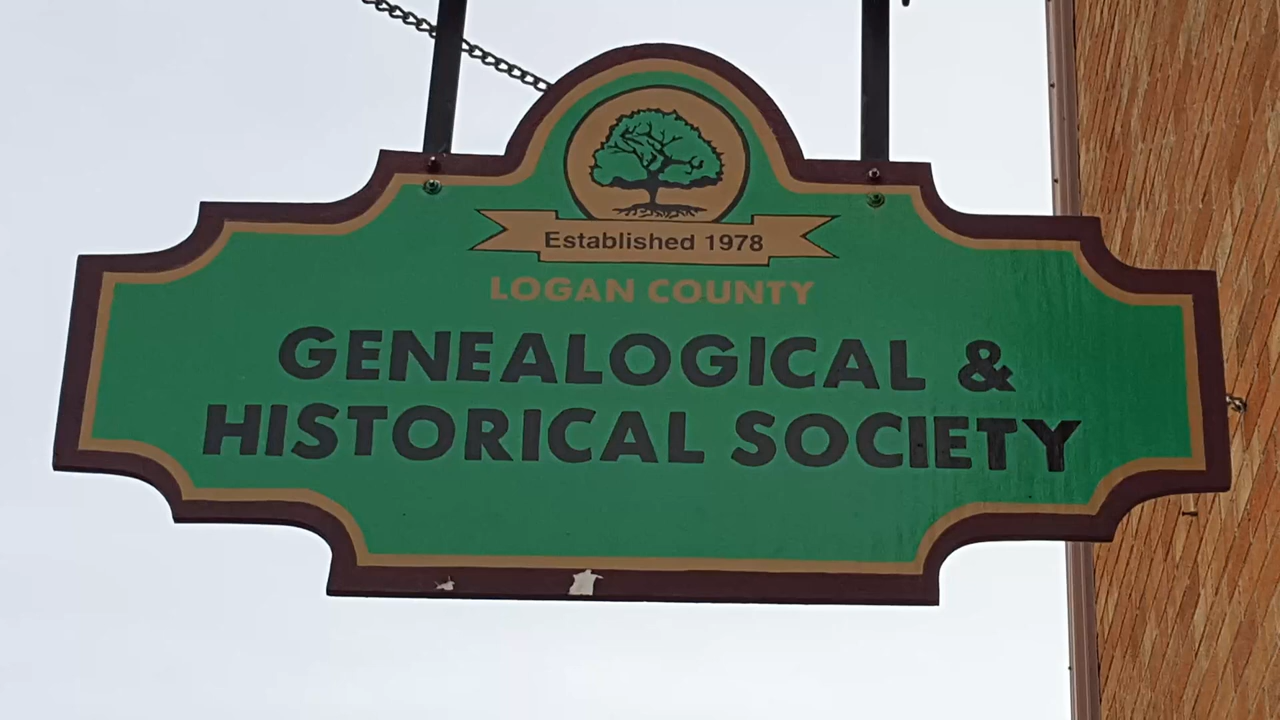 Established 1978
LOGAN COUNTY
GENEALOGICAL &
HISTORICAL SOCIETY